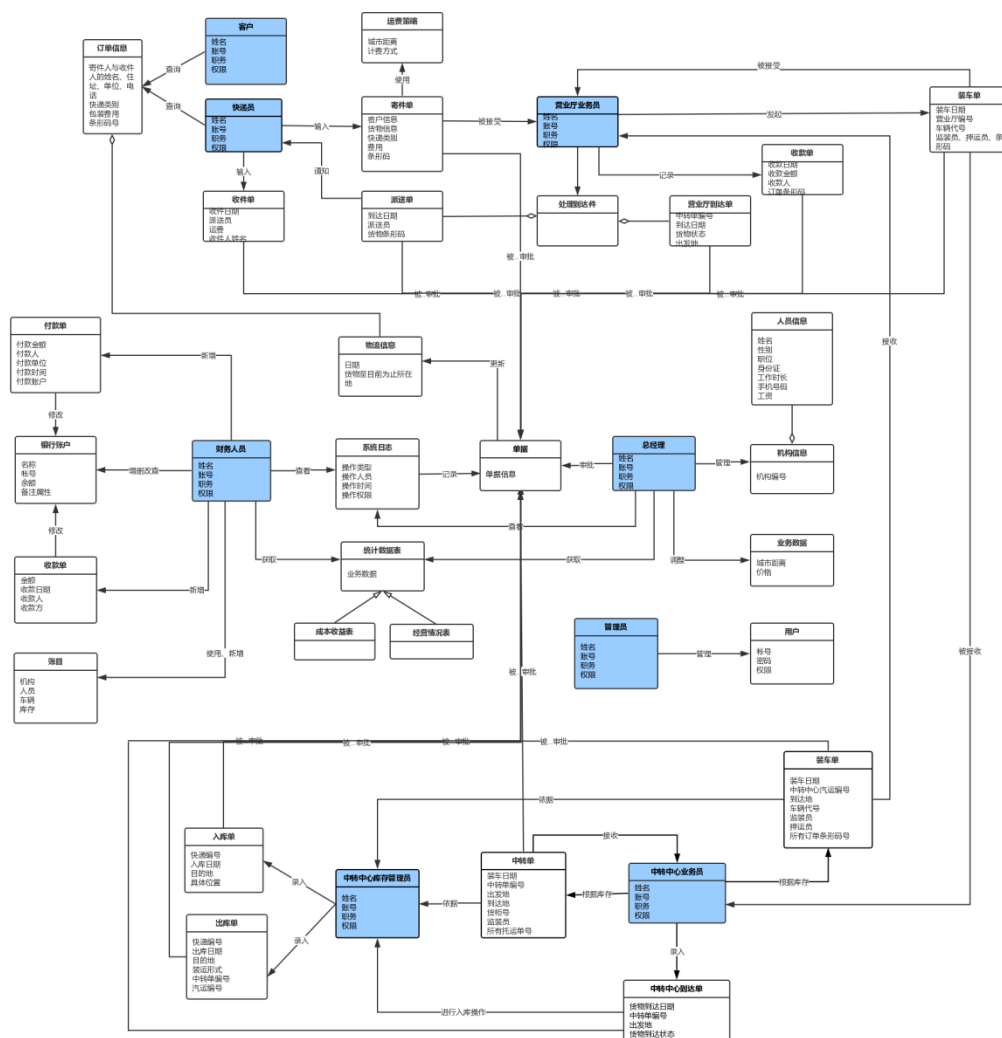 客户
姓名
账号
职务
权限
运费策略
城市距离
计费方式
订单信息
寄件人与收件
人的姓名、住
址、单位、电
话
快递类别
包装费用
条形码号
查询
查询
使用
被接受
快递员
姓名
账号
职务
权限
输入
寄件单
客户信息
货物信息
快递类别
费用
条形码
被接受
营业厅业务员
姓名
账号
职务
权限
发起
装车单
装车日期
营业厅编号
车辆代号
监装员、押运员、条
形码
输入
通知
记录
收款单
收款日期
收款金额
收款人
订单条形码
收件单
收件日期
派送员
运费
收件人姓名
派送单
到达日期
派送员
货物条形码
处理到达件
营业厅到达单
中转单编号
到达日期
货物状态
出发地
被...审批
被...审批
被...审批
被...审批
被...审批
被...审批
付款单
付款金额
付款人
付款单位
付款时间
付款账户
新增
物流信息
日期
货物至目前为止所在
地
更新
人员信息
姓名
性别
职位
身份证
工作时长
手机号码
工资
接收
修改
银行账户
名称
帐号
余额
备注属性
增删改查
财务人员
姓名
账号
职务
权限
查看
系统日志
操作类型
操作人员
操作时间
操作权限
记录
单据
单据信息
审批
总经理
姓名
账号
职务
权限
管理
机构信息
机构编号
修改
查看
收款单
金额
收款日期
收款人
收款方
新增
获取
统计数据表
业务数据
获取
调整
业务数据
城市距离
价格
成本收益表
经营情况表
管理员
姓名
账号
职务
权限
管理
用户
帐号
密码
权限
账目
机构
人员
车辆
库存
使用、新增
被接收
被...审批
被...审批
被...审批
被...审批
被...审批
装车单
装车日期
中转中心汽运编号
到达地
车辆代号
监装员
押运员
所有订单条形码号
依据
入库单
快递编号
入库日期
目的地
具体位置
录入
接收
中转中心库存管理员
姓名
账号
职务
权限
依据
中转单
装车日期
中转单编号
出发地
到达地
货柜号
监装员
所有托运单号
根据库存
中转中心业务员
姓名
账号
职务
权限
根据库存
出库单
快递编号
出库日期
目的地
装运形式
中转单编号
汽运编号
录入
录入
进行入库操作
中转中心到达单
货物到达日期
中转单编号
出发地
货物到达状态